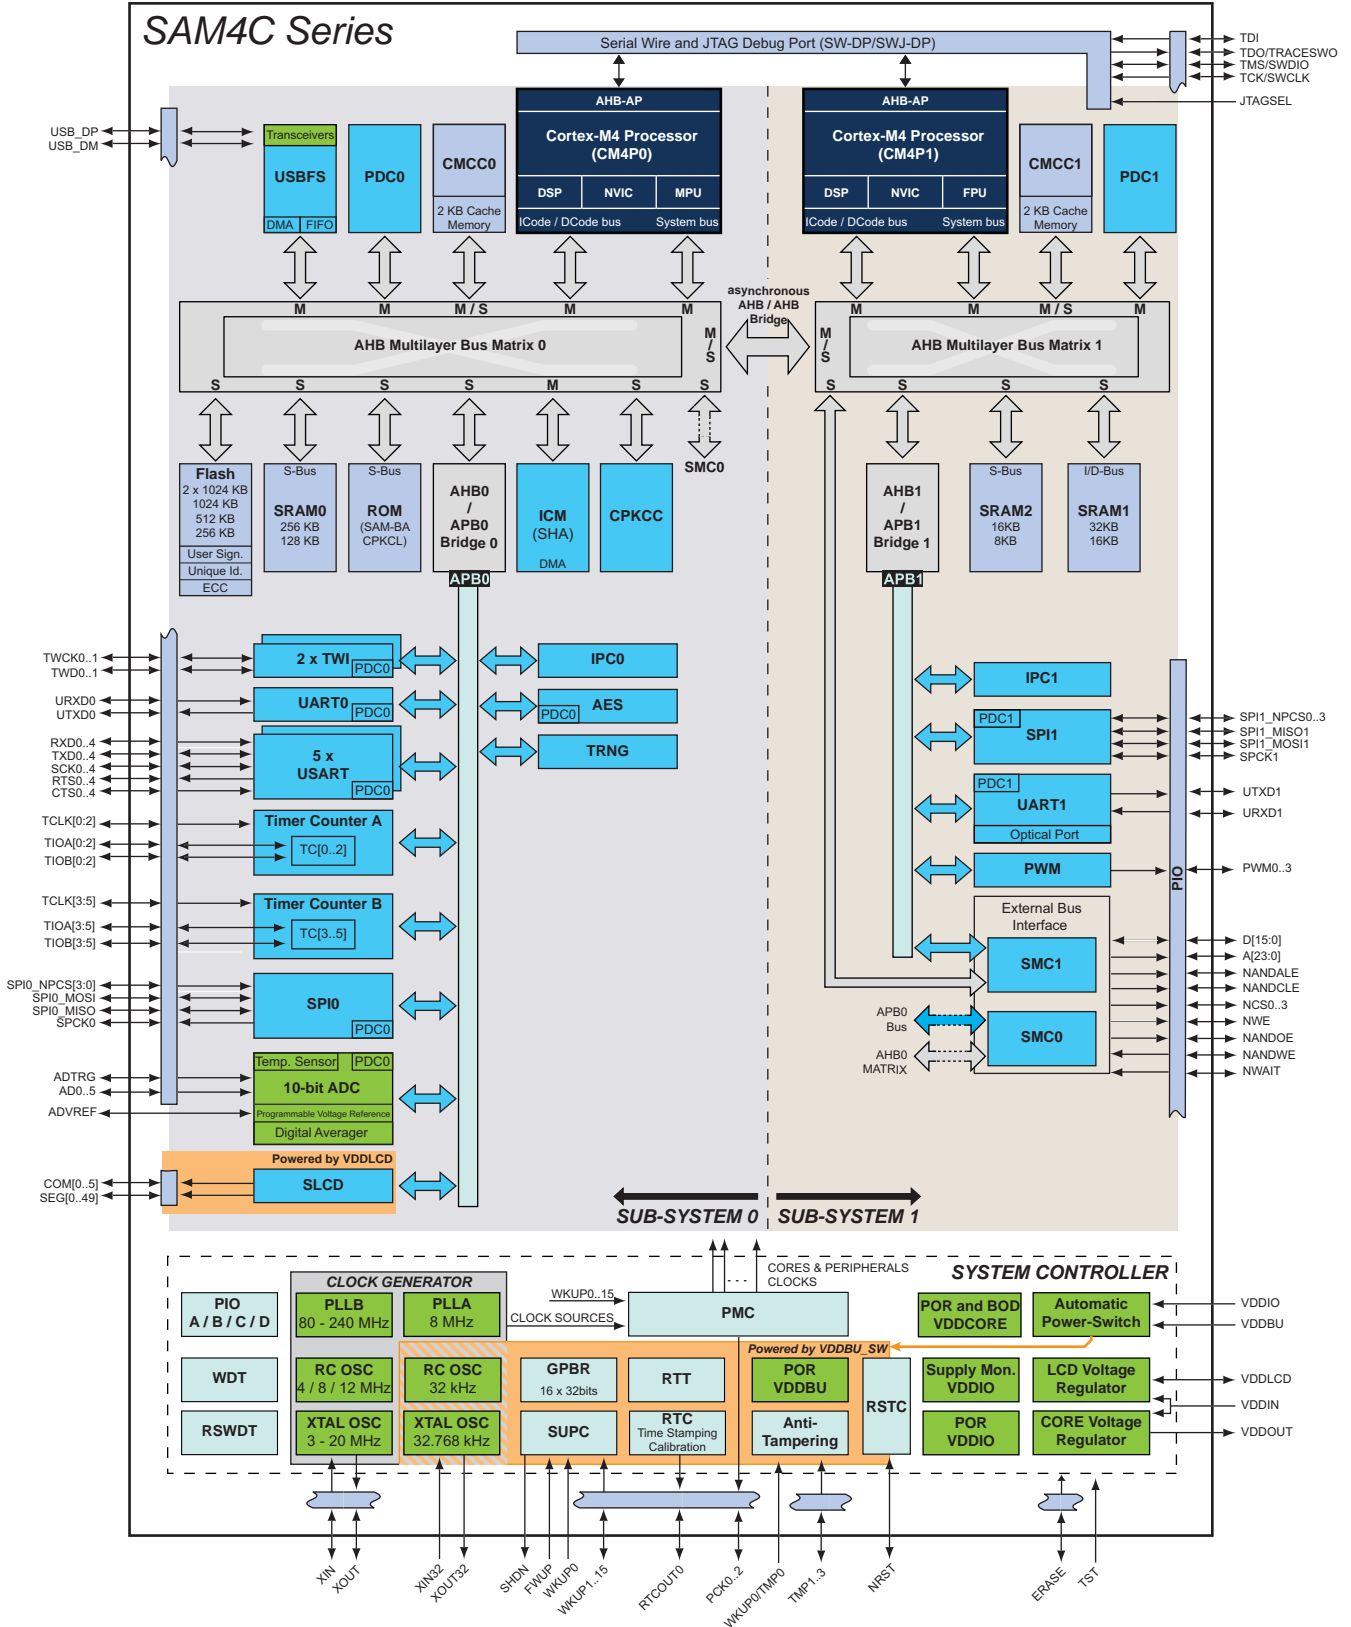 SAM4C Series
Serial Wire and JTAG Debug Port (SW-DP/SWJ-DP)
TDI
TDO/TRACESWO
TMS/SWDIO
TCK/SWCLK
JTAGSEL
USB_DP
USB_DM
Transceivers
USBFS
DMA
FIFO
PDC0
CMCC0
2 KB Cache
Memory
AHB-AP
Cortex-M4 Processor
(CM4P0)
DSP
NVIC
MPU
ICode / DCode bus
System bus
AHB-AP
Cortex-M4 Processor
(CM4P1)
DSP
NVIC
FPU
ICode / DCode bus
System bus
CMCC1
2 KB Cache
Memory
PDC1
asynchronous
AHB / AHB
Bridge
M
M
M / S
M
M
M
/
S
AHB Multilayer Bus Matrix 0
S
S
S
S
M
S
S
M
M
M / S
M
M
/
S
AHB Multilayer Bus Matrix 1
S
S
S
S
Flash
2 x 1024 KB
1024 KB
512 KB
256 KB
User Sign.
Unique Id.
ECC
S-Bus
SRAM0
256 KB
128 KB
S-Bus
ROM
(SAM-BA
CPKCL)
AHB0
/
APB0
Bridge 0
APB0
ICM
(SHA)
DMA
CPKCC
SMC0
AHB1
/
APB1
Bridge 1
APB1
S-Bus
SRAM2
16KB
8KB
I/D-Bus
SRAM1
32KB
16KB
TWCK0..1
TWD0..1
2 x TWI
PDC0
URXD0
UTXD0
UART0
PDC0
RXD0..4
TXD0..4
SCK0..4
RTS0..4
CTS0..4
5 x
USART
PDC0
TCLK[0:2]
TIOA[0:2]
TIOB[0:2]
Timer Counter A
TC[0..2]
TCLK[3:5]
TIOA[3:5]
TIOB[3:5]
Timer Counter B
TC[3..5]
SPI0_NPCS[3:0]
SPI0_MOSI
SPI0_MISO
SPCK0
SPI0
PDC0
ADTRG
AD0..5
ADVREF
Temp. Sensor
PDC0
10-bit ADC
Programmable Voltage Reference
Digital Averager
Powered by VDDLCD
COM[0..5]
SEG[0..49]
SLCD
IPC0
AES
PDC0
TRNG
IPC1
PDC1
SPI1
PDC1
UART1
Optical Port
PWM
External Bus
Interface
SMC1
SMC0
APB0
Bus
AHB0
MATRIX
PIO
SPI1_NPCS0..3
SPI1_MISO1
SPI1_MOSI1
SPCK1
UTXD1
URXD1
PWM0..3
D[15:0]
A[23:0]
NANDALE
NANDCLE
NCS0..3
NWE
NANDOE
NANDWE
NWAIT
SUB-SYSTEM 0
SUB-SYSTEM 1
CORES & PERIPHERALS
CLOCKS
SYSTEM CONTROLLER
PIO
A / B / C / D
WDT
RSWDT
CLOCK GENERATOR
PLLB
80 - 240 MHz
PLLA
8 MHz
RC OSC
4 / 8 / 12 MHz
RC OSC
32 kHz
XTAL OSC
3 - 20 MHz
XTAL OSC
32.768 kHz
WKUP0..15
CLOCK SOURCES
PMC
Powered by VDDBU_SW
GPBR
16 x 32bits
RTT
POR
VDDBU
SUPC
RTC
Time Stamping
Calibration
Anti-
Tampering
RSTC
POR and BOD
VDDCORE
Automatic
Power-Switch
Supply Mon.
VDDIO
LCD Voltage
Regulator
POR
VDDIO
CORE Voltage
Regulator
VDDIO
VDDBU
VDDLCD
VDDIN
VDDOUT
XIN
XOUT
XIN32
XOUT32
SHDN
FWUP
WKUP0
WKUP1..15
RTCOUT0
PCK0..2
WKUP0/TMP0
TMP1..3
NRST
ERASE
TST